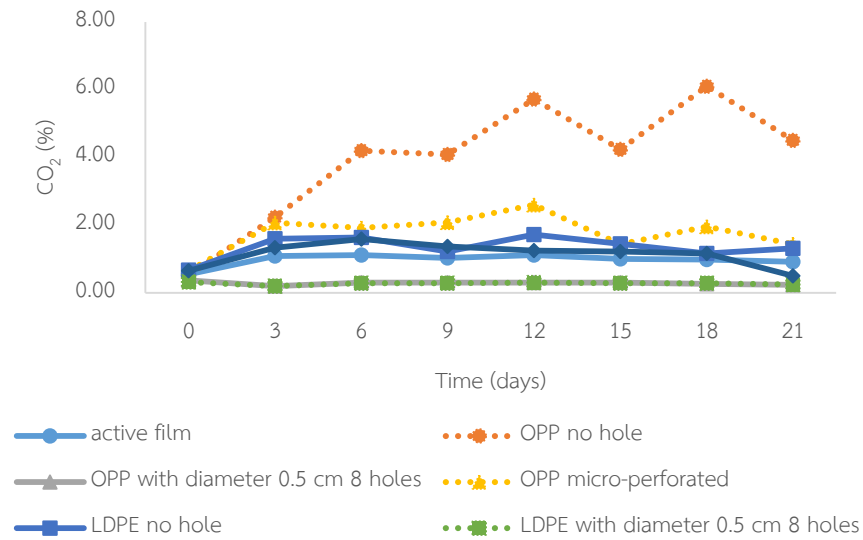 8.00
6.00
4.00
2.00
0.00
CO2 (%)
0 3 6 9 12 15 18 21
Time (days)
active film OPP no hole
OPP with diameter 0.5 cm 8 holes OPP micro-perforated
LDPE no hole LDPE with diameter 0.5 cm 8 holes